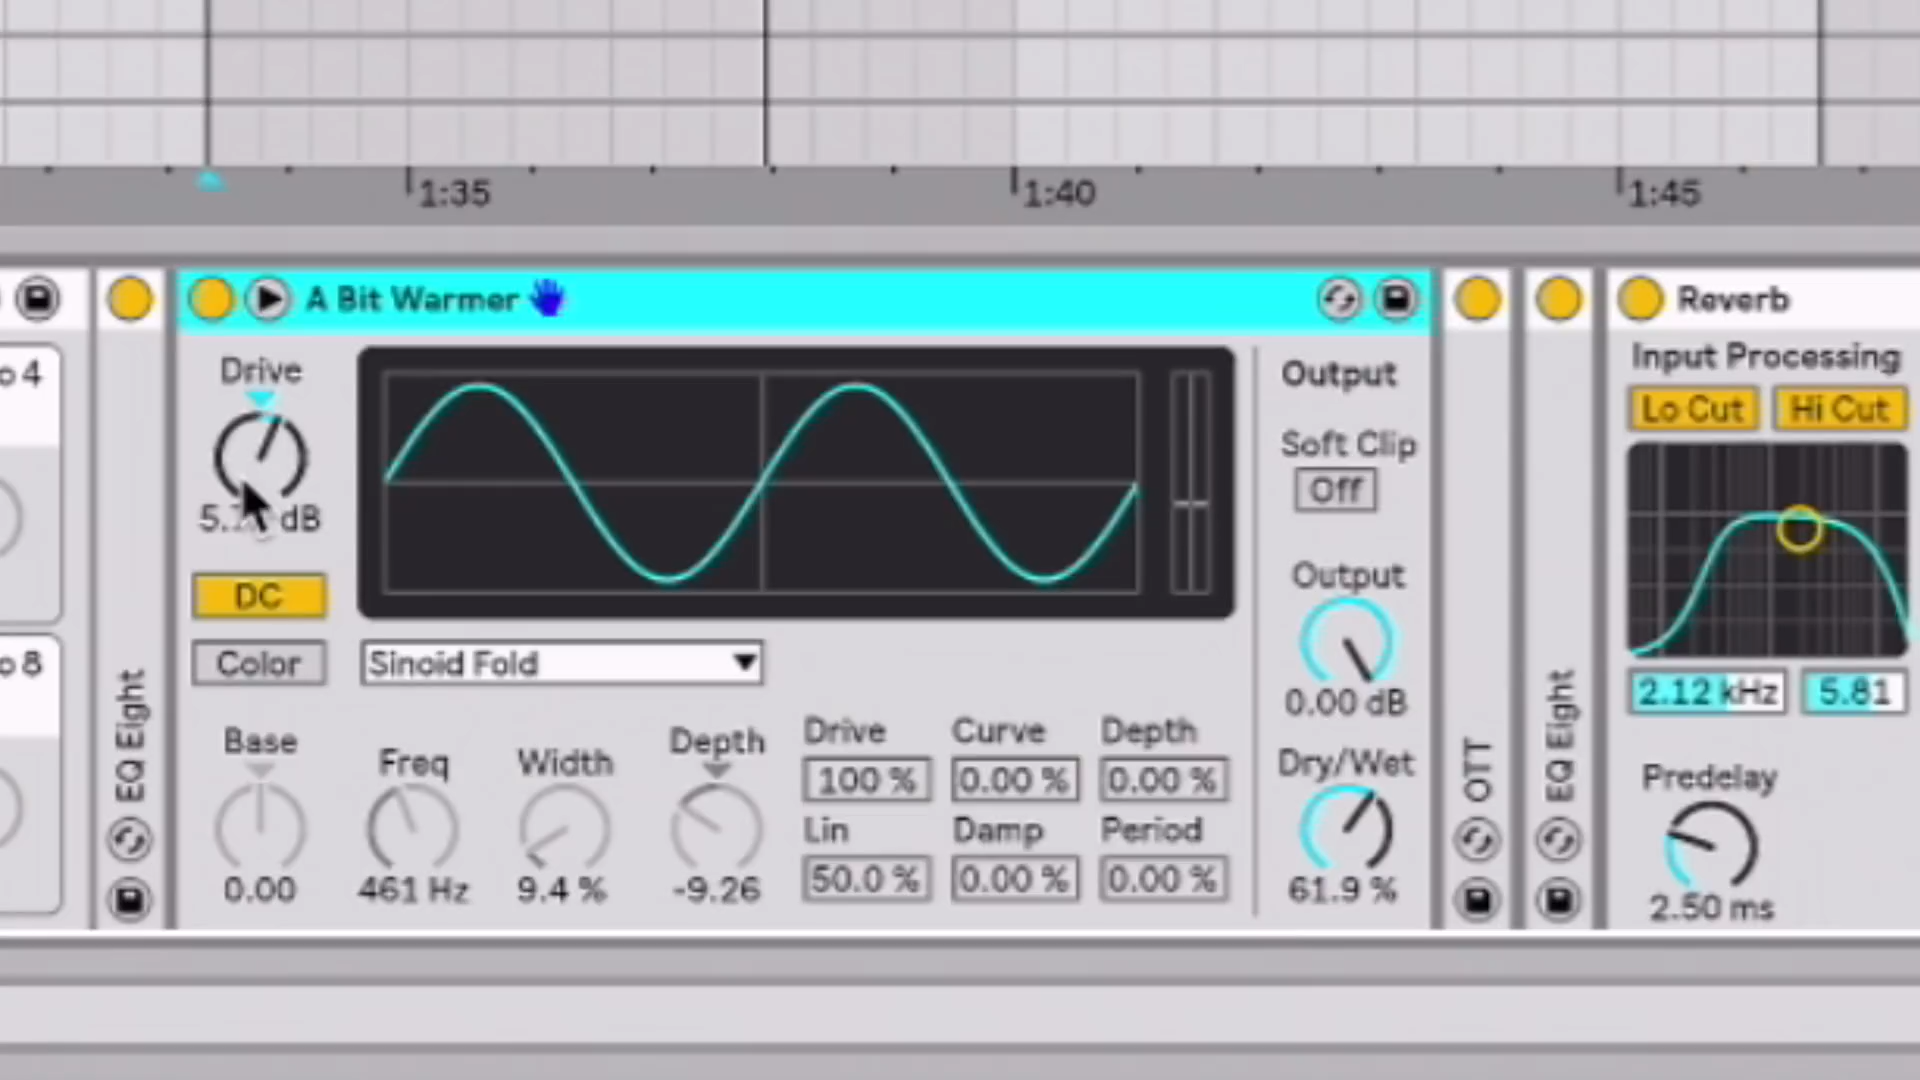 1:35
1:40
1:45
A Bit Warmer
Reverb
Drive
dB
DC
Color
Sinoid Fold
Base
0.00
Freq
461 Hz
Width
9.4 %
Depth
-9.26
Drive
100 %
Curve
0.00 %
Depth
0.00 %
Lin
50.0 %
Damp
0.00 %
Period
0.00 %
Output
Soft Clip
Off
Output
0.00 dB
Dry/Wet
61.9 %
EQ Eight
OTT
EQ Eight
Input Processing
Lo Cut
Hi Cut
2.12 kHz
5.81
Predelay
2.50 ms
o 4
o 8